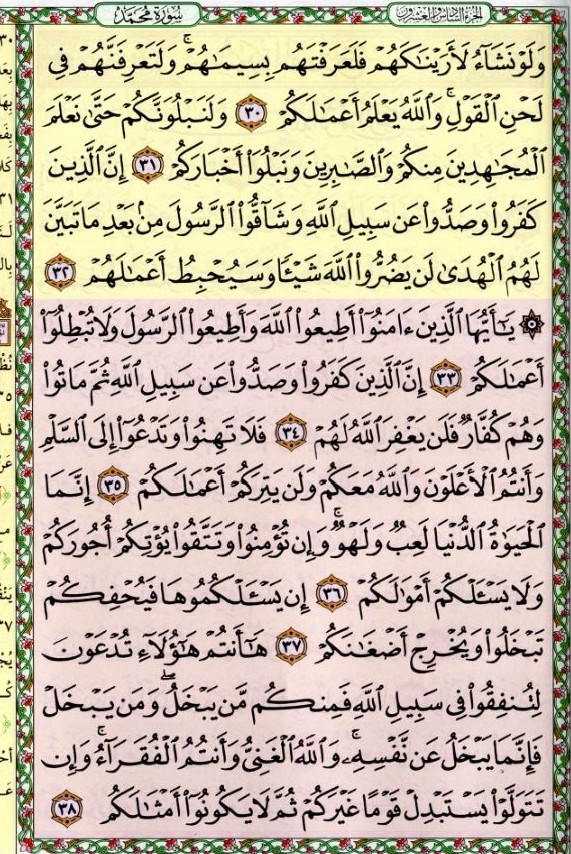 الجزء السادس والعشرون
سورة محمد
وَلَوْ نَشَآءُ لَأَرَيْنَٰكَهُمْ فَلَعَرَفْتَهُم بِسِيمَٰهُمْ ۚ وَلَتَعْرِفَنَّهُمْ فِى
لَحْنِ ٱلْقَوْلِ ۚ وَٱللَّهُ يَعْلَمُ أَعْمَٰلَكُمْ ٣٠ وَلَنَبْلُوَنَّكُمْ حَتَّىٰ نَعْلَمَ
ٱلْمُجَٰهِدِينَ مِنكُمْ وَٱلصَّٰبِرِينَ وَنَبْلُوَا۟ أَخْبَارَكُمْ ٣١ إِنَّ ٱلَّذِينَ
كَفَرُوا۟ وَصَدُّوا۟ عَن سَبِيلِ ٱللَّهِ وَشَآقُّوا۟ ٱلرَّسُولَ مِنۢ بَعْدِ مَا تَبَيَّنَ
لَهُمُ ٱلْهُدَىٰ لَن يَضُرُّوا۟ ٱللَّهَ شَيْـًٔا وَسَيُحْبِطُ أَعْمَٰلَهُمْ ٣٢
۞ يَٰٓأَيُّهَا ٱلَّذِينَ ءَامَنُوٓا۟ أَطِيعُوا۟ ٱللَّهَ وَأَطِيعُوا۟ ٱلرَّسُولَ وَلَا تُبْطِلُوٓا۟
أَعْمَٰلَكُمْ ٣٣ إِنَّ ٱلَّذِينَ كَفَرُوا۟ وَصَدُّوا۟ عَن سَبِيلِ ٱللَّهِ ثُمَّ مَاتُوا۟
وَهُمْ كُفَّارٌ فَلَن يَغْفِرَ ٱللَّهُ لَهُمْ ٣٤ فَلَا تَهِنُوا۟ وَتَدْعُوٓا۟ إِلَى ٱلسَّلْمِ
وَأَنتُمُ ٱلْأَعْلَوْنَ وَٱللَّهُ مَعَكُمْ وَلَن يَتِرَكُمْ أَعْمَٰلَكُمْ ٣٥ إِنَّمَا
ٱلْحَيَوٰةُ ٱلدُّنْيَا لَعِبٌ وَلَهْوٌ ۚ وَإِن تُؤْمِنُوا۟ وَتَتَّقُوا۟ يُؤْتِكُمْ أُجُورَكُمْ
وَلَا يَسْـَٔلْكُمْ أَمْوَٰلَكُمْ ٣٦ إِن يَسْـَٔلْكُمُوهَا فَيُحْفِكُمْ
تَبْخَلُوا۟ وَيُخْرِجْ أَضْغَٰنَكُمْ ٣٧ هَٰٓأَنتُمْ هَٰٓؤُلَآءِ تُدْعَوْنَ
لِتُنفِقُوا۟ فِى سَبِيلِ ٱللَّهِ فَمِنكُم مَّن يَبْخَلُ ۖ وَمَن يَبْخَلْ
فَإِنَّمَا يَبْخَلُ عَن نَّفْسِهِۦ ۚ وَٱللَّهُ ٱلْغَنِىُّ وَأَنتُمُ ٱلْفُقَرَآءُ ۚ وَإِن
تَتَوَلَّوْا۟ يَسْتَبْدِلْ قَوْمًا غَيْرَكُمْ ثُمَّ لَا يَكُونُوٓا۟ أَمْثَٰلَكُم ٣٨